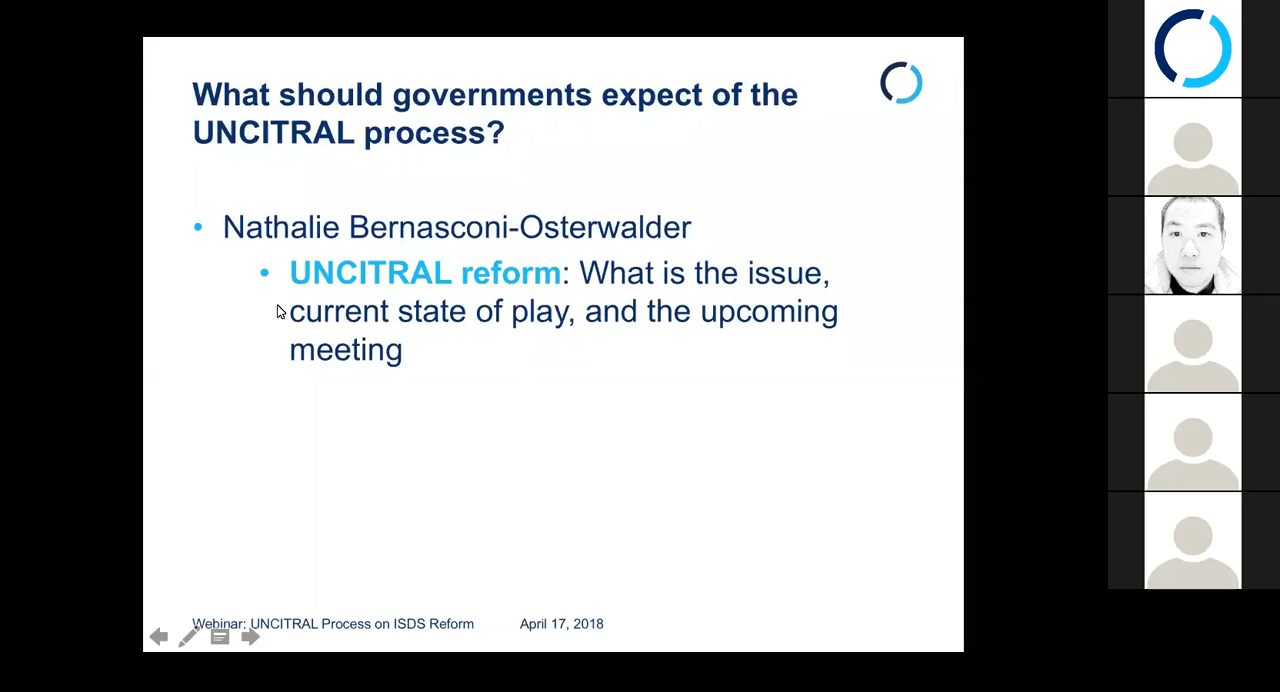 What should governments expect of the
UNCITRAL process?
• Nathalie Bernasconi-Osterwalder
• UNCITRAL reform: What is the issue,
current state of play, and the upcoming
meeting
Webinar: UNCITRAL Process on ISDS Reform April 17, 2018